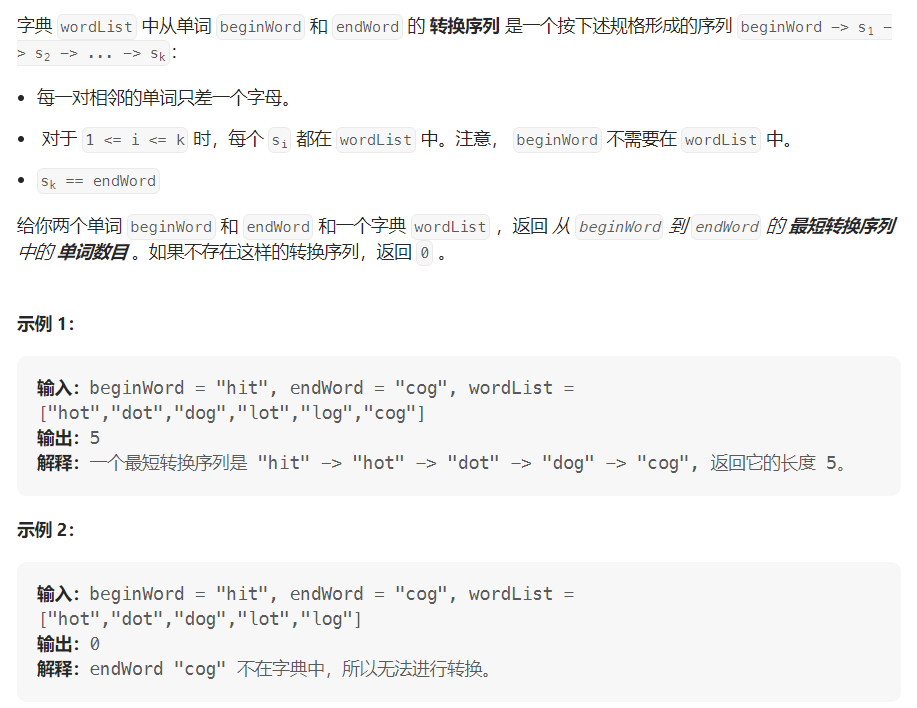 字典 wordList 中从单词 beginWord 和 endWord 的 转换序列 是一个按下述规格形成的序列 beginWord -> s1 -
> s2 -> ... -> sk：
• 每一对相邻的单词只差一个字母。
• 对于 1 <= i <= k 时，每个 si 都在 wordList 中。注意， beginWord 不需要在 wordList 中。
• sk == endWord
给你两个单词 beginWord 和 endWord 和一个字典 wordList ，返回 从 beginWord 到 endWord 的 最短转换序列
中的 单词数目 。如果不存在这样的转换序列，返回 0 。
示例 1：
输入：beginWord = "hit", endWord = "cog", wordList =
["hot","dot","dog","lot","log","cog"]
输出：5
解释：一个最短转换序列是 "hit" -> "hot" -> "dot" -> "dog" -> "cog", 返回它的长度 5。
示例 2：
输入：beginWord = "hit", endWord = "cog", wordList =
["hot","dot","dog","lot","log"]
输出：0
解释：endWord "cog" 不在字典中，所以无法进行转换。